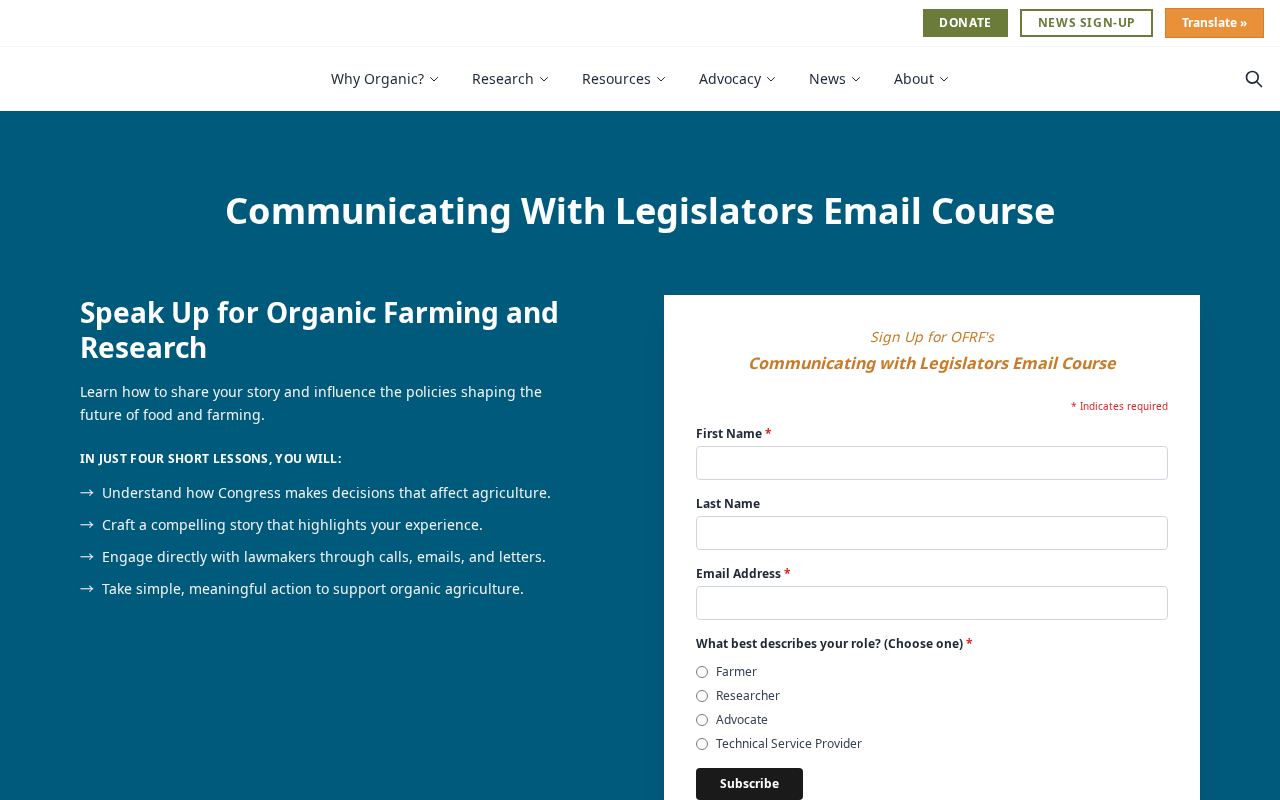 DONATE
NEWS SIGN-UP
Translate »
Why Organic?
Research
Resources
Advocacy
News
About
Communicating With Legislators Email Course
Speak Up for Organic Farming and
Research
Learn how to share your story and influence the policies shaping the
future of food and farming.
IN JUST FOUR SHORT LESSONS, YOU WILL:
→ Understand how Congress makes decisions that affect agriculture.
→ Craft a compelling story that highlights your experience.
→ Engage directly with lawmakers through calls, emails, and letters.
→ Take simple, meaningful action to support organic agriculture.
Sign Up for OFRF's
Communicating with Legislators Email Course
* Indicates required
First Name *
Last Name
Email Address *
What best describes your role? (Choose one) *
Farmer
Researcher
Advocate
Technical Service Provider
Subscribe